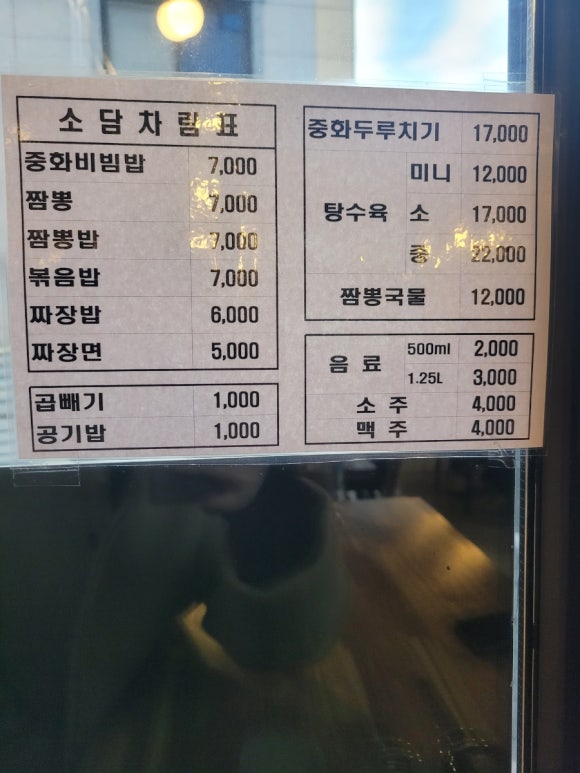 소담차림표
중화비빔밥 7,000
짬뽕 7,000
짬뽕밥 7,000
볶음밥 7,000
짜장밥 6,000
짜장면 5,000
곱빼기 1,000
공기밥 1,000
중화두루치기 17,000
미니 12,000
탕수육 소 17,000
중 22,000
짬뽕국물 12,000
음료 500ml 2,000
1.25L 3,000
소주 4,000
맥주 4,000